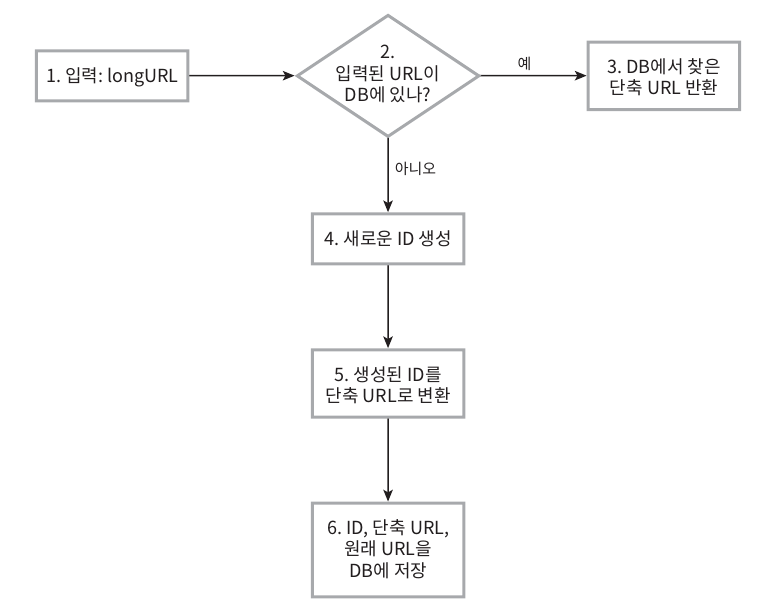 1. 입력: longURL
2.
입력된 URL이
DB에 있나?
예
3. DB에서 찾은
단축 URL 반환
아니오
4. 새로운 ID 생성
5. 생성된 ID를
단축 URL로 변환
6. ID, 단축 URL,
원래 URL을
DB에 저장